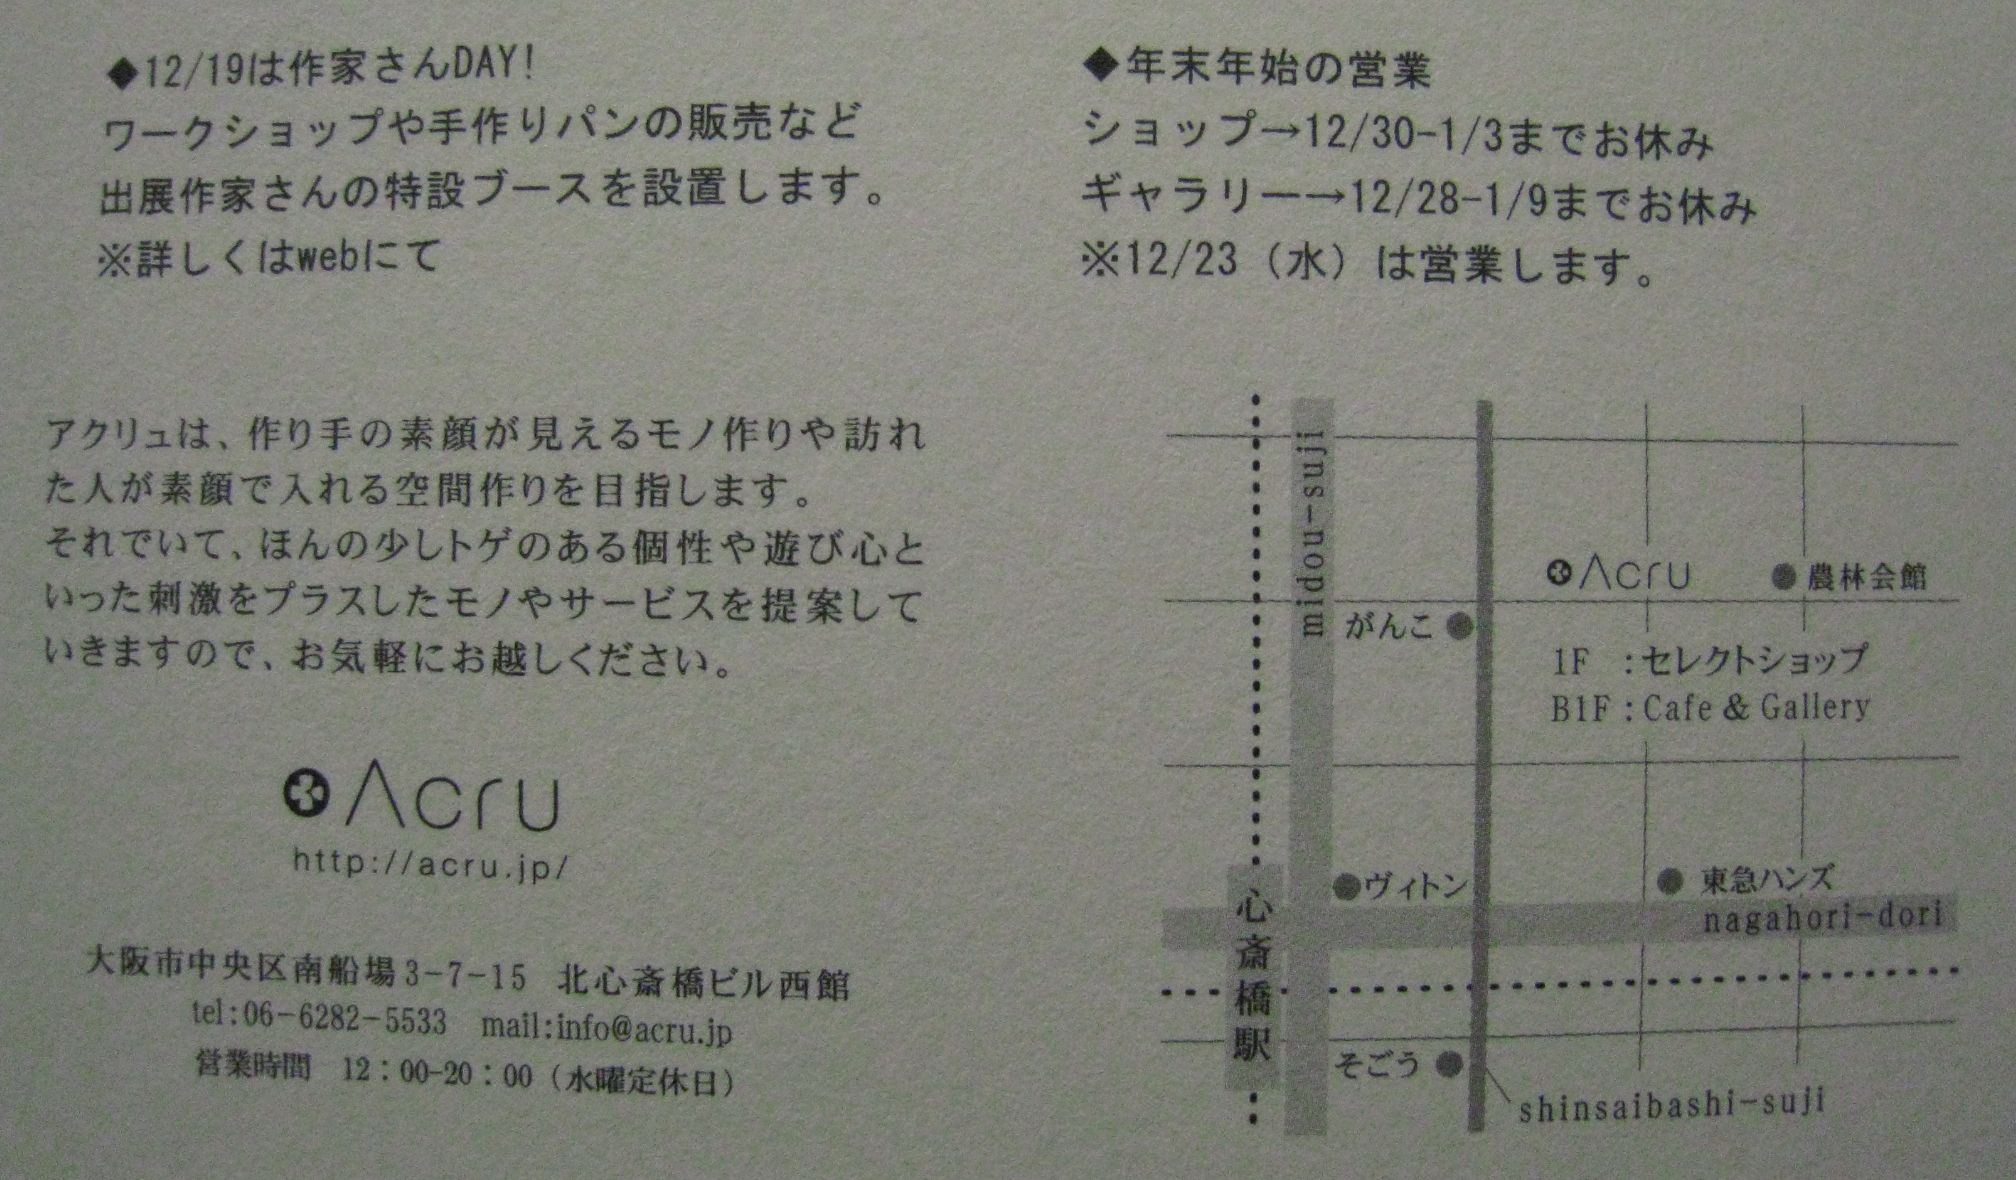 ◆12/19は作家さんDAY!
ワークショップや手作りパンの販売など
出展作家さんの特設ブースを設置します。
※詳しくはwebにて
◆年末年始の営業
ショップ→12/30-1/3までお休み
ギャラリー→12/28-1/9までお休み
※12/23（水）は営業します。
アクリュは、作り手の素顔が見えるモノ作りや訪れ
た人が素顔で入れる空間作りを目指します。
それでいて、ほんの少しトゲのある個性や遊び心と
いった刺激をプラスしたモノやサービスを提案して
いきますので、お気軽にお越しください。
Acru
http://acru.jp/
大阪市中央区南船場3-7-15 北心斎橋ビル西館
tel:06-6282-5533 mail:info@acru.jp
営業時間 12：00-20：00（水曜定休日）
midou-suji
Acru
農林会館
がんこ
1F :セレクトショップ
B1F:Cafe & Gallery
ヴィトン
東急ハンズ
nagahori-dori
心斎橋駅
そごう
shinsaibashi-suji